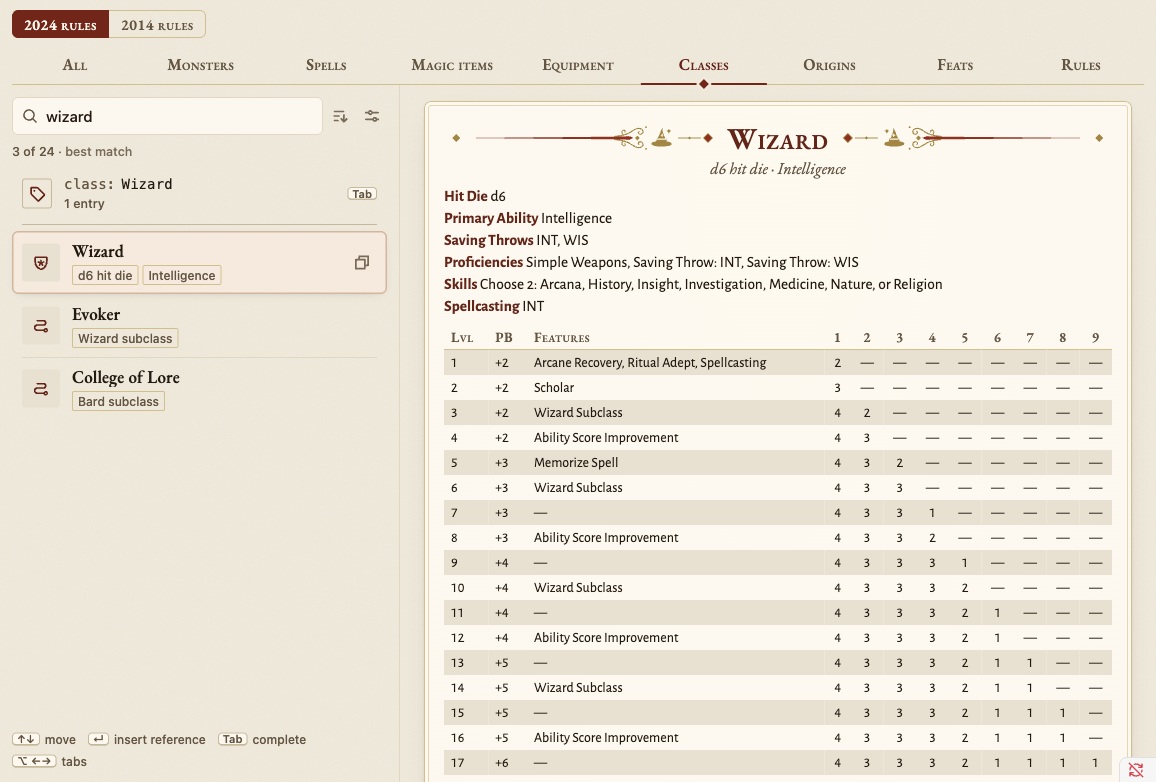 2024 RULES 2014 RULES
ALL MONSTERS SPELLS MAGIC ITEMS EQUIPMENT CLASSES ORIGINS FEATS RULES
wizard
3 of 24 · best match
class: Wizard
1 entry
Tab
Wizard
d6 hit die Intelligence
Evoker
Wizard subclass
College of Lore
Bard subclass
↑↓ move ↵ insert reference Tab complete
⌥ ←→ tabs
WIZARD
d6 hit die · Intelligence
Hit Die d6
Primary Ability Intelligence
Saving Throws INT, WIS
Proficiencies Simple Weapons, Saving Throw: INT, Saving Throw: WIS
Skills Choose 2: Arcana, History, Insight, Investigation, Medicine, Nature, or Religion
Spellcasting INT
LVL PB FEATURES 1 2 3 4 5 6 7 8 9
1 +2 Arcane Recovery, Ritual Adept, Spellcasting 2 — — — — — — — —
2 +2 Scholar 3 — — — — — — — —
3 +2 Wizard Subclass 4 2 — — — — — — —
4 +2 Ability Score Improvement 4 3 — — — — — — —
5 +3 Memorize Spell 4 3 2 — — — — — —
6 +3 Wizard Subclass 4 3 3 — — — — — —
7 +3 — 4 3 3 1 — — — — —
8 +3 Ability Score Improvement 4 3 3 2 — — — — —
9 +4 — 4 3 3 3 1 — — — —
10 +4 Wizard Subclass 4 3 3 3 2 — — — —
11 +4 — 4 3 3 3 2 1 — — —
12 +4 Ability Score Improvement 4 3 3 3 2 1 — — —
13 +5 — 4 3 3 3 2 1 1 — —
14 +5 Wizard Subclass 4 3 3 3 2 1 1 — —
15 +5 — 4 3 3 3 2 1 1 1 —
16 +5 Ability Score Improvement 4 3 3 3 2 1 1 1 —
17 +6 — 4 3 3 3 2 1 1 1 1